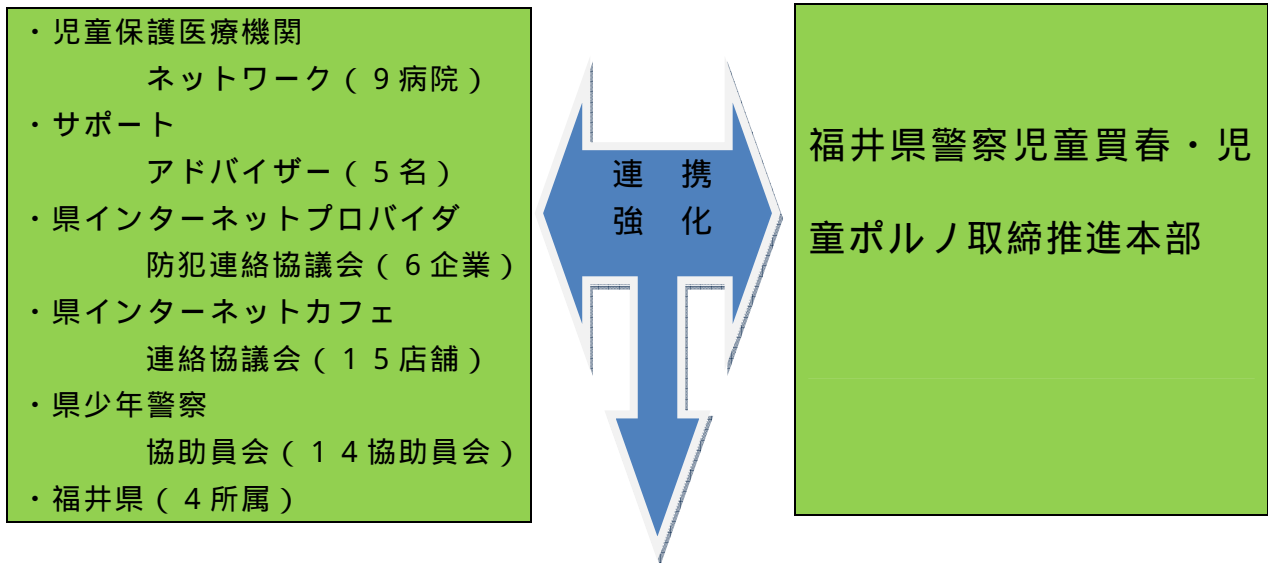 ・児童保護医療機関
ネットワーク（９病院）
・サポート
アドバイザー（５名）
・県インターネットプロバイダ
防犯連絡協議会（６企業）
・県インターネットカフェ
連絡協議会（１５店舗）
・県少年警察
協助員会（１４協助員会）
・福井県（４所属）
連　携
強　化
福井県警察児童買春・児
童ポルノ取締推進本部